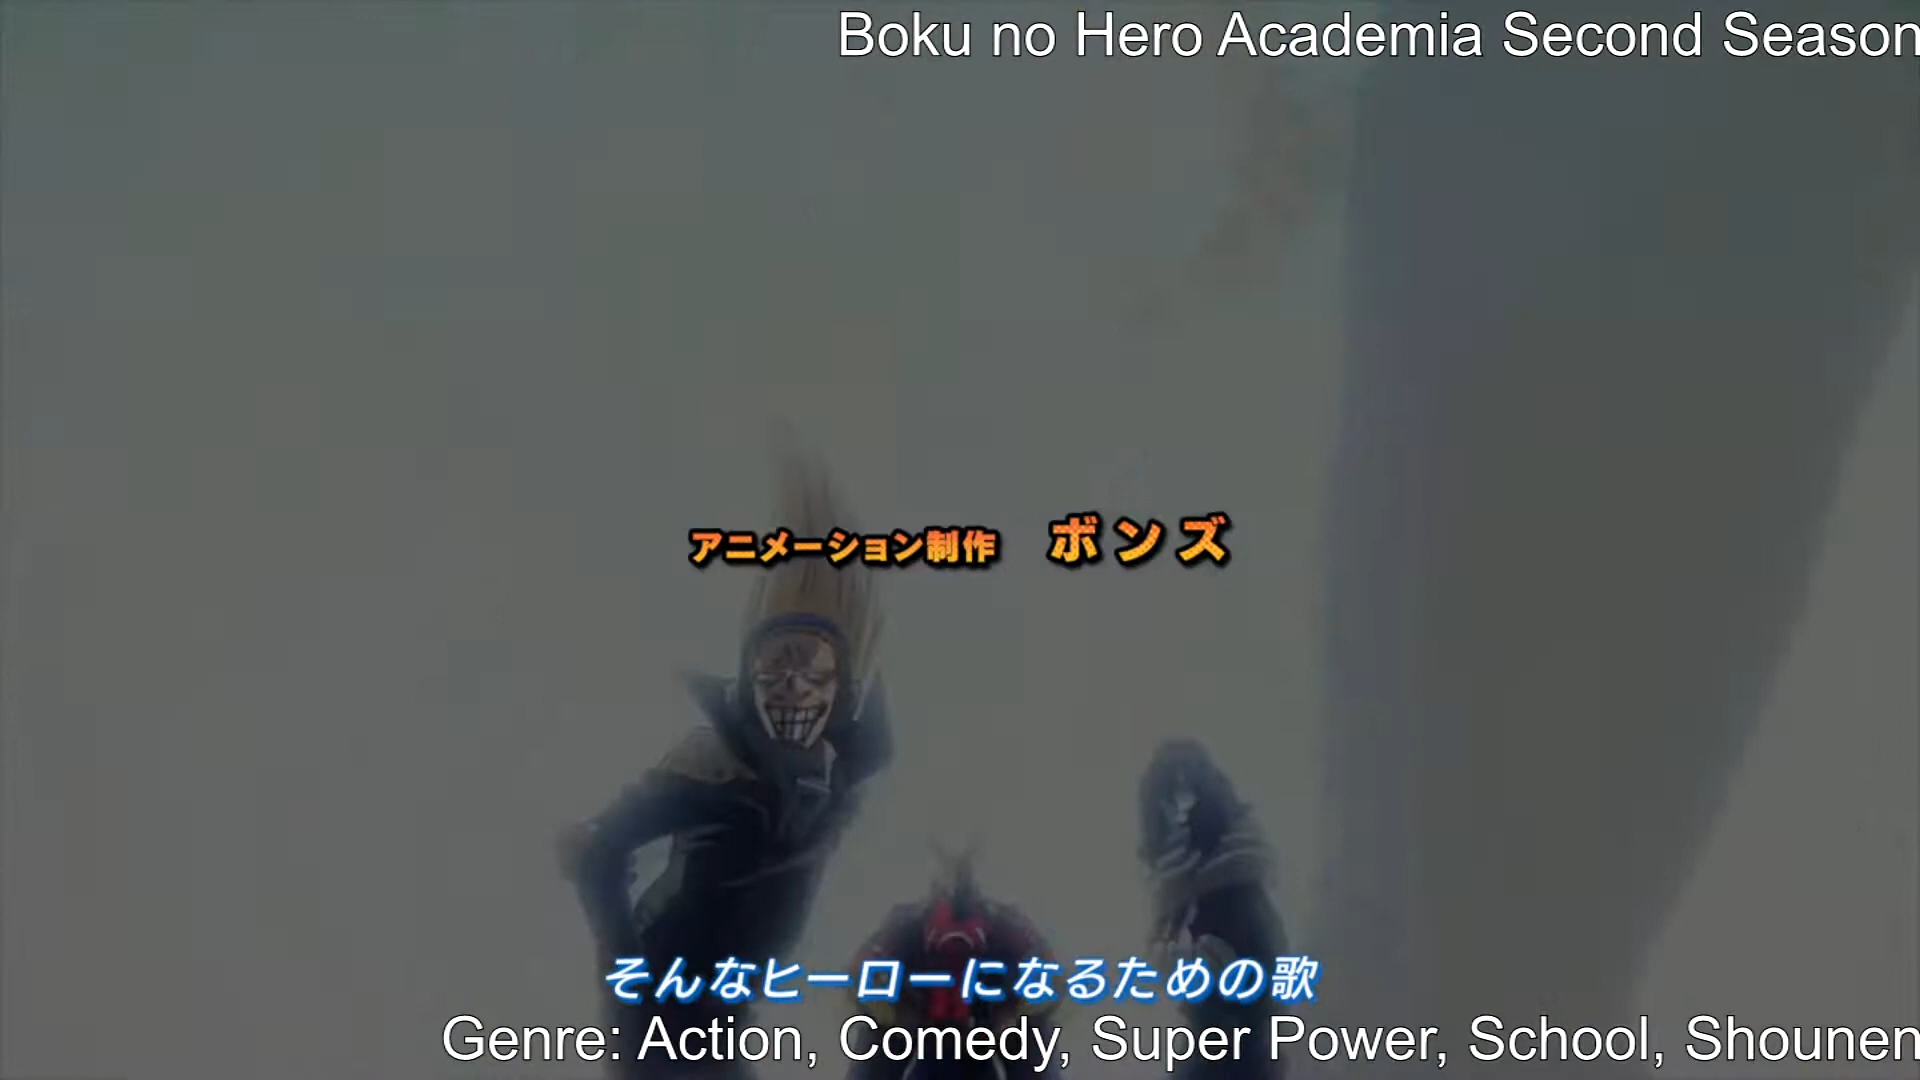 Boku no Hero Academia Second Season
アニメーション制作　ボンズ
そんなヒーローになるための歌
Genre: Action, Comedy, Super Power, School, Shounen